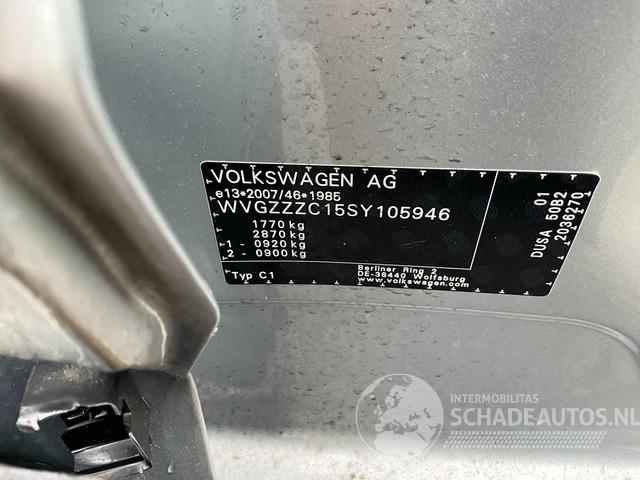 VOLKSWAGEN AG
e13*2007/46*1985
WVGZZZC15SY105946
1770 kg
2870 kg
1 - 0920 kg
2 - 0900 kg
Typ C1
Berliner Ring 2
DE-38440 Wolfsburg
www.volkswagen.com
01
DUSA 50B2
2036270
INTERMOBILITAS
SCHADEAUTOS.NL